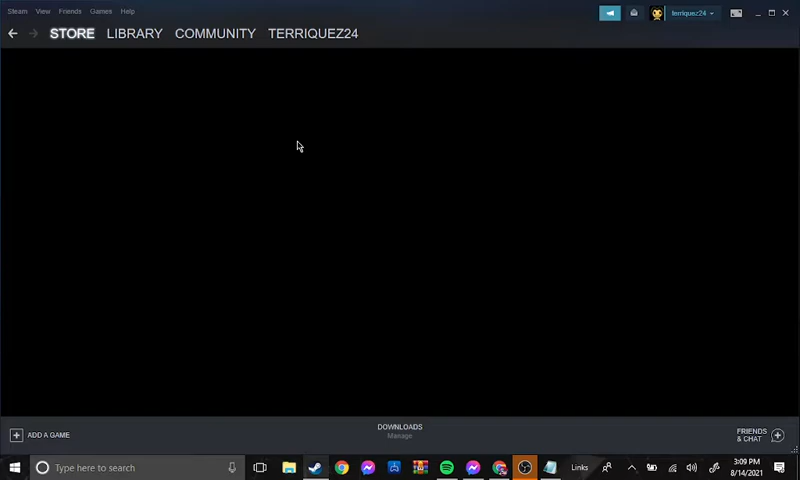 Steam View Friends Games Help
terriquez24
STORE LIBRARY COMMUNITY TERRIQUEZ24
ADD A GAME
DOWNLOADS
Manage
FRIENDS
& CHAT
Type here to search
Links
3:09 PM
8/14/2021